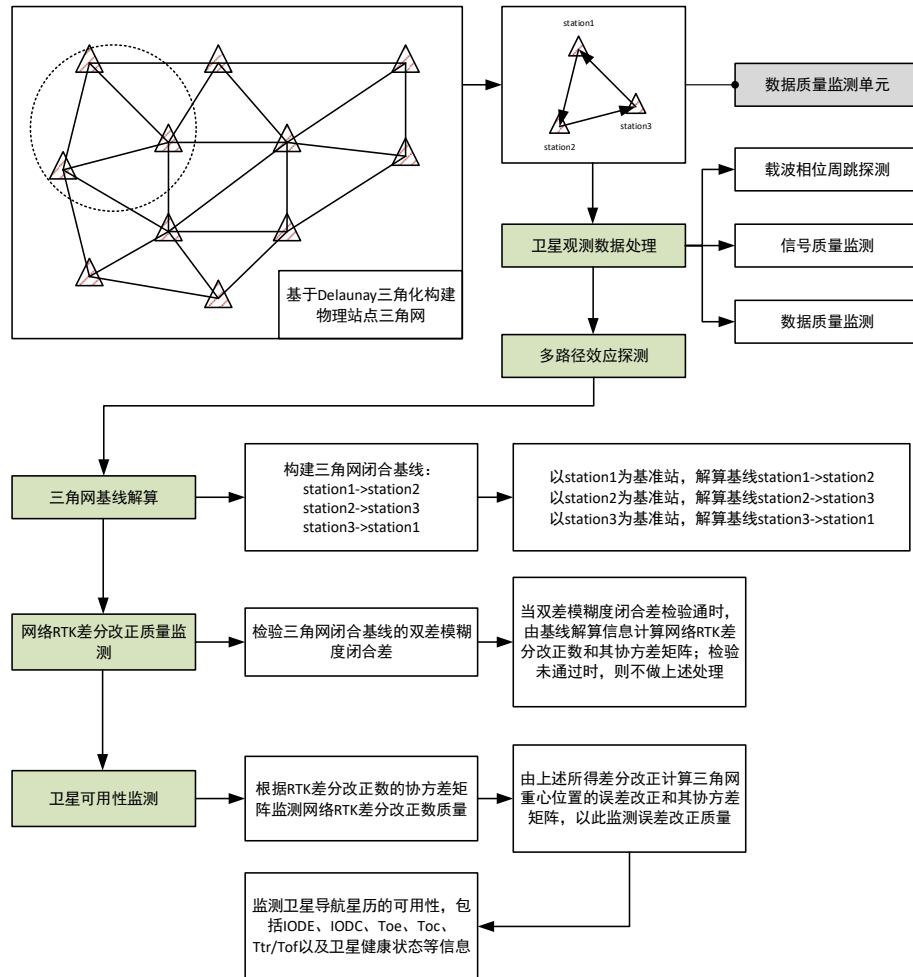 基于Delaunay三角化构建
物理站点三角网
station1
station3
station2
数据质量监测单元
载波相位周跳探测
卫星观测数据处理
信号质量监测
数据质量监测
多路径效应探测
三角网基线解算
构建三角网闭合基线：
station1->station2
station2->station3
station3->station1
以station1为基准站，解算基线station1->station2
以station2为基准站，解算基线station2->station3
以station3为基准站，解算基线station3->station1
网络RTK差分改正质量监
测
检验三角网闭合基线的双差模糊
度闭合差
当双差模糊度闭合差检验通时，
由基线解算信息计算网络RTK差
分改正数和其协方差矩阵；检验
未通过时，则不做上述处理
卫星可用性监测
根据RTK差分改正数的协方差矩
阵监测网络RTK差分改正数质量
由上述所得差分改正计算三角网
重心位置的误差改正和其协方差
矩阵，以此监测误差改正质量
监测卫星导航星历的可用性，包
括IODE、IODC、Toe、Toc、
Ttr/Tof以及卫星健康状态等信息